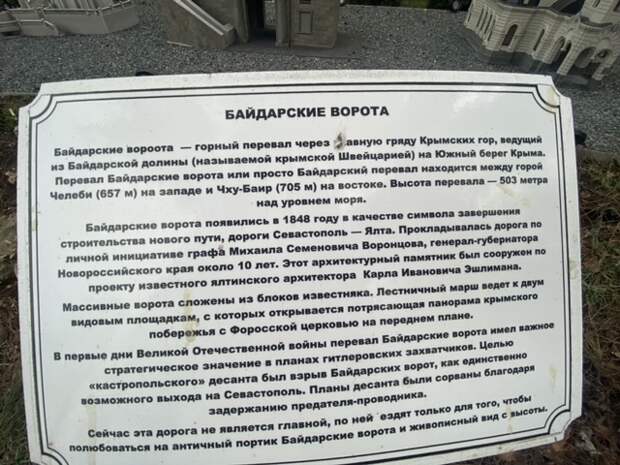 БАЙДАРСКИЕ ВОРОТА
Байдарские вороота — горный перевал через авную гряду Крымских гор, ведущий
из Байдарской долины (называемой крымской Швейцарией) на Южный берег Крыма.
Перевал Байдарские ворота или просто Байдарский перевал находится между горой
Челеби (657 м) на западе и Чху-Баир (705 м) на востоке. Высота перевала — 503 метра
над уровнем моря.
Байдарские ворота появились в 1848 году в качестве символа завершения
строительства нового пути, дороги Севастополь — Ялта. Прокладывалась дорога по
личной инициативе графа Михаила Семеновича Воронцова, генерал-губернатора
Новороссийского края около 10 лет. Этот архитектурный памятник был сооружен по
проекту известного ялтинского архитектора Карла Ивановича Эшлимана.
Массивные ворота сложены из блоков известняка. Лестничный марш ведет к двум
видовым площадкам, с которых открывается потрясающая панорама крымского
побережья с Форосской церковью на переднем плане.
В первые дни Великой Отечественной войны перевал Байдарские ворота имел важное
стратегическое значение в планах гитлеровских захватчиков. Целью
«кастропольского» десанта был взрыв Байдарских ворот, как единственно
возможного выхода на Севастополь. Планы десанта были сорваны благодаря
задержанию предателя-проводника.
Сейчас эта дорога не является главной, по ней ездят только для того, чтобы
полюбоваться на античный портик Байдарские ворота и живописный вид с высоты.